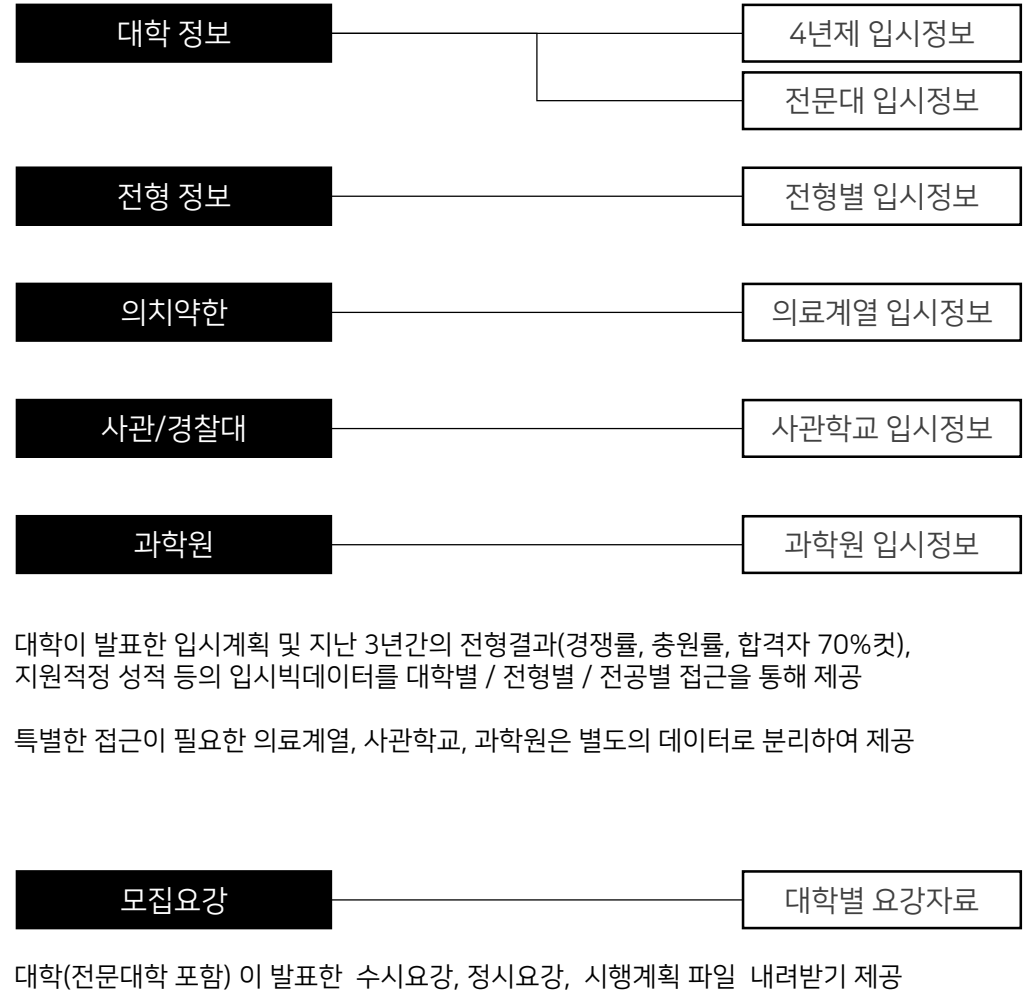 대학 정보
4년제 입시정보
전문대 입시정보
전형 정보
전형별 입시정보
의치약한
의료계열 입시정보
사관/경찰대
사관학교 입시정보
과학원
과학원 입시정보
대학이 발표한 입시계획 및 지난 3년간의 전형결과(경쟁률, 충원률, 합격자 70%컷),
지원적정 성적 등의 입시빅데이터를 대학별 / 전형별 / 전공별 접근을 통해 제공
특별한 접근이 필요한 의료계열, 사관학교, 과학원은 별도의 데이터로 분리하여 제공
모집요강
대학별 요강자료
대학(전문대학 포함) 이 발표한 수시요강, 정시요강, 시행계획 파일 내려받기 제공